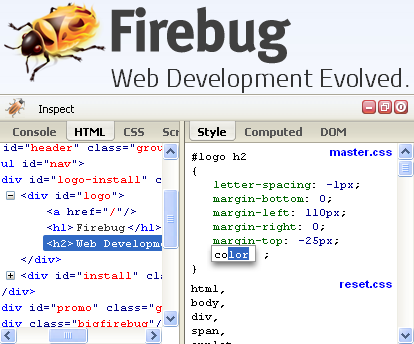 Firebug
Web Development Evolved.
Inspect
Console HTML CSS Scr
id="header" class="grou
ul id="nav">
div id="logo-install" c
<div id="logo">
<a href="/"/>
<h1>Firebug</h1>
<h2>Web Developme
</div>
<div id="install" class
/div>
div id="promo" class="g
class="bigfirebug"/>
Style Computed DOM
#logo h2 master.css
{
letter-spacing: -1px;
margin-bottom: 0;
margin-left: 110px;
margin-right: 0;
margin-top: -25px;
color ;
}
html, reset.css
body,
div,
span,